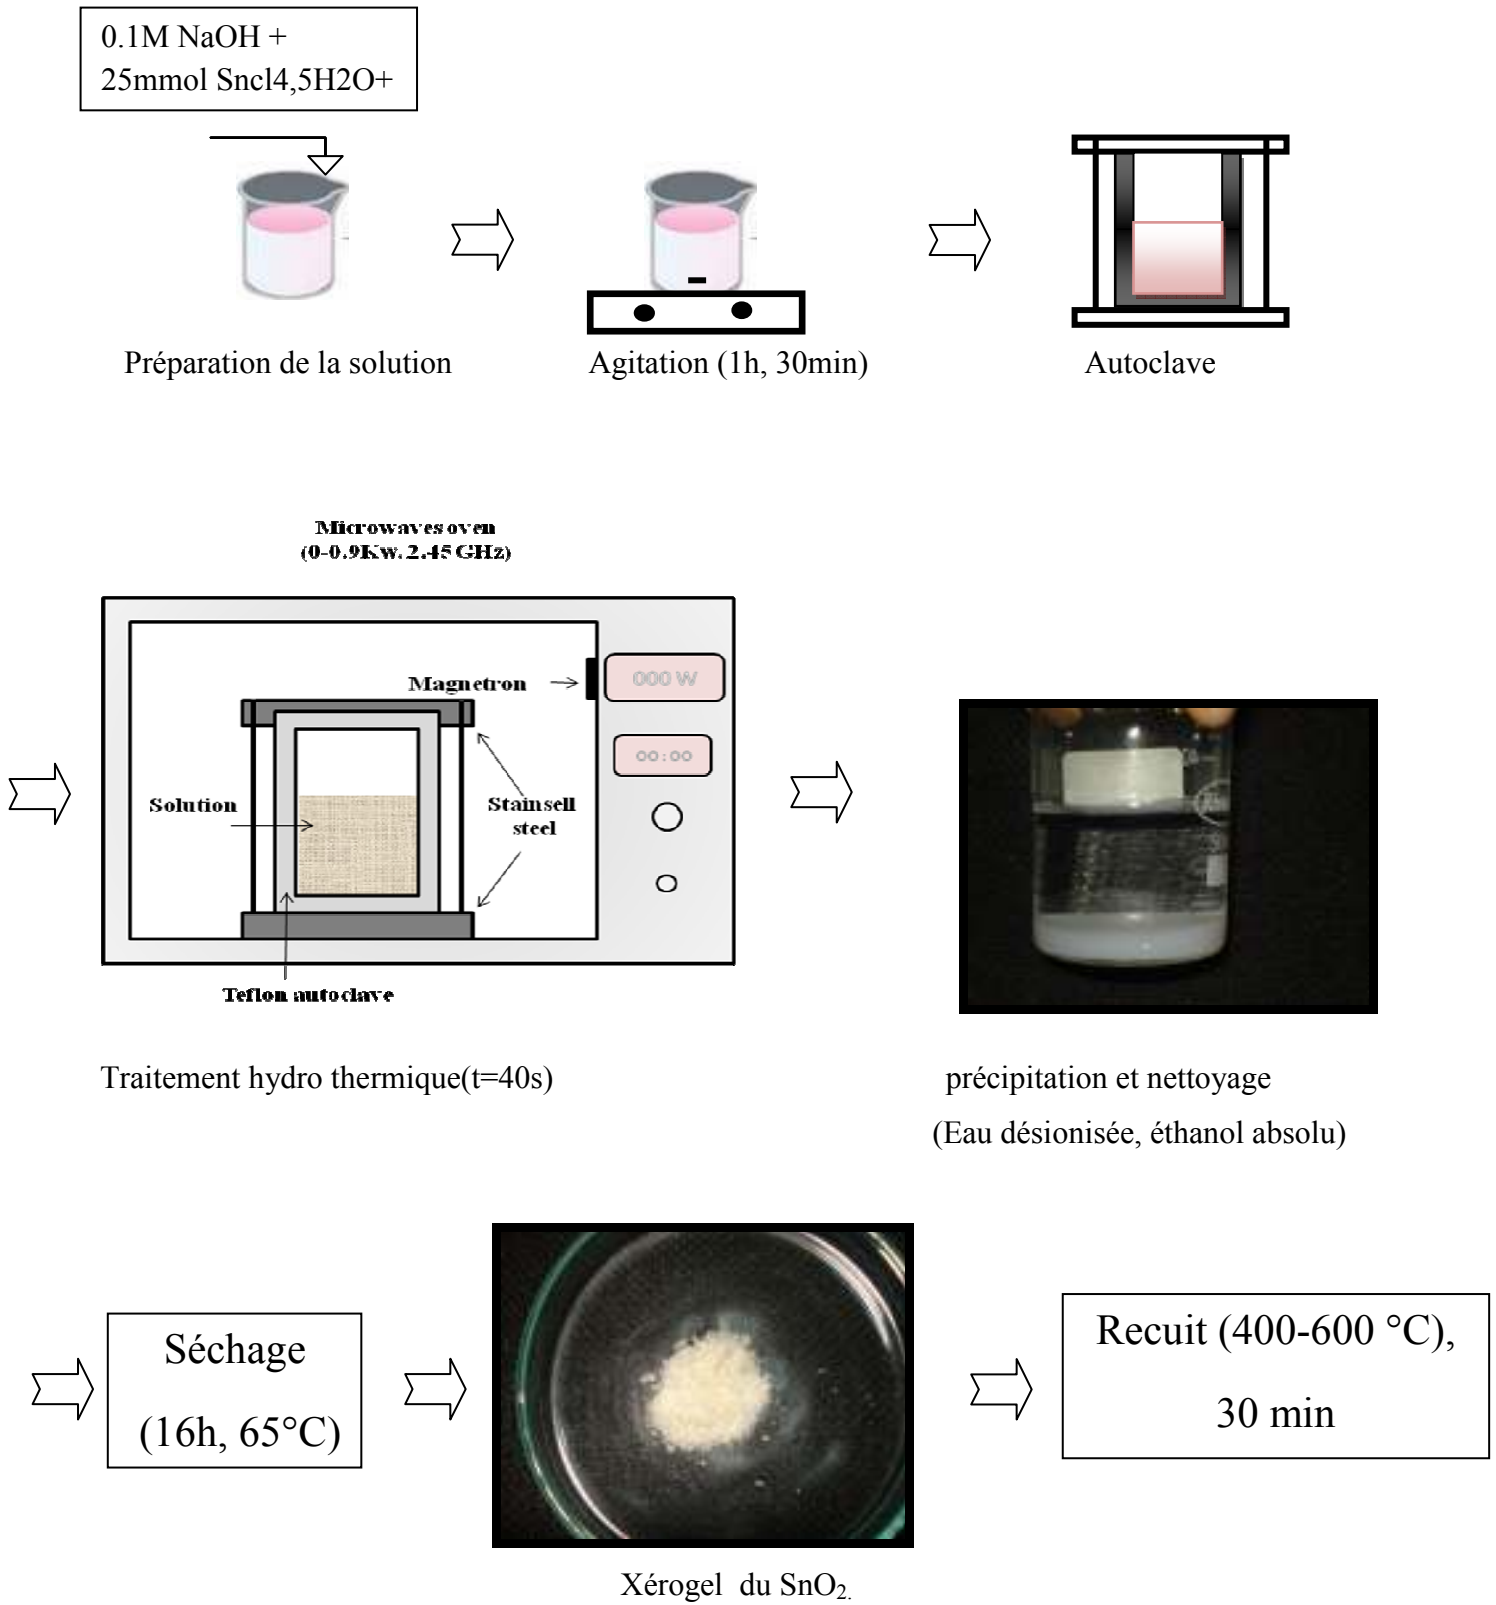 0.1M NaOH +
25mmol Sncl4,5H2O+
Préparation de la solution
Agitation (1h, 30min)
Autoclave
Microwaves oven
(0-0.9Kw. 2.45 GHz)
Magnetron
000 W
00:00
Solution
Stainsell
steel
Teflon autoclave
Traitement hydro thermique(t=40s)
précipitation et nettoyage
(Eau désionisée, éthanol absolu)
Séchage
(16h, 65°C)
Recuit (400-600 °C),
30 min
Xérogel du SnO₂.